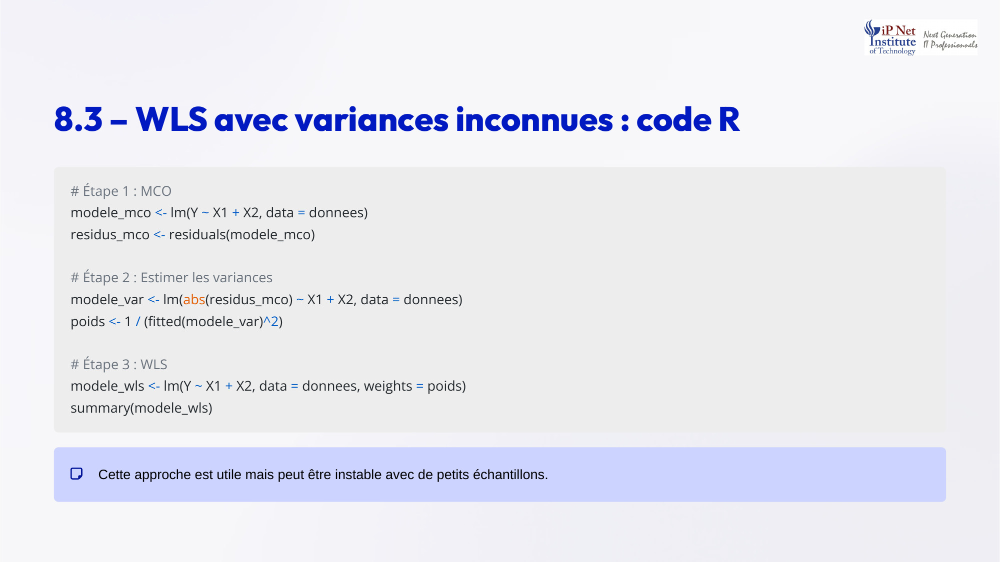 iP Net
Institute
of Technology
Next Generation
IT Professionnels
8.3 – WLS avec variances inconnues : code R
# Étape 1 : MCO
modele_mco <- lm(Y ~ X1 + X2, data = donnees)
residus_mco <- residuals(modele_mco)
# Étape 2 : Estimer les variances
modele_var <- lm(abs(residus_mco) ~ X1 + X2, data = donnees)
poids <- 1 / (fitted(modele_var)^2)
# Étape 3 : WLS
modele_wls <- lm(Y ~ X1 + X2, data = donnees, weights = poids)
summary(modele_wls)
Cette approche est utile mais peut être instable avec de petits échantillons.